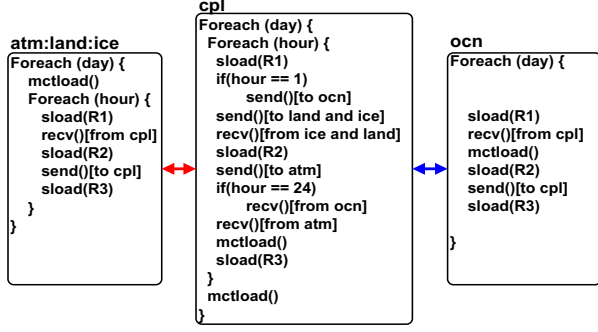 atm:land:ice
Foreach (day) {
mctload()
Foreach (hour) {
sload(R1)
recv()[from cpl]
sload(R2)
send()[to cpl]
sload(R3)
}
}
cpl
Foreach (day) {
Foreach (hour) {
sload(R1)
if(hour == 1)
send()[to ocn]
send()[to land and ice]
recv()[from ice and land]
sload(R2)
send()[to atm]
if(hour == 24)
recv()[from ocn]
recv()[from atm]
mctload()
sload(R3)
}
mctload()
}
ocn
Foreach (day) {
sload(R1)
recv()[from cpl]
mctload()
sload(R2)
send()[to cpl]
sload(R3)
}